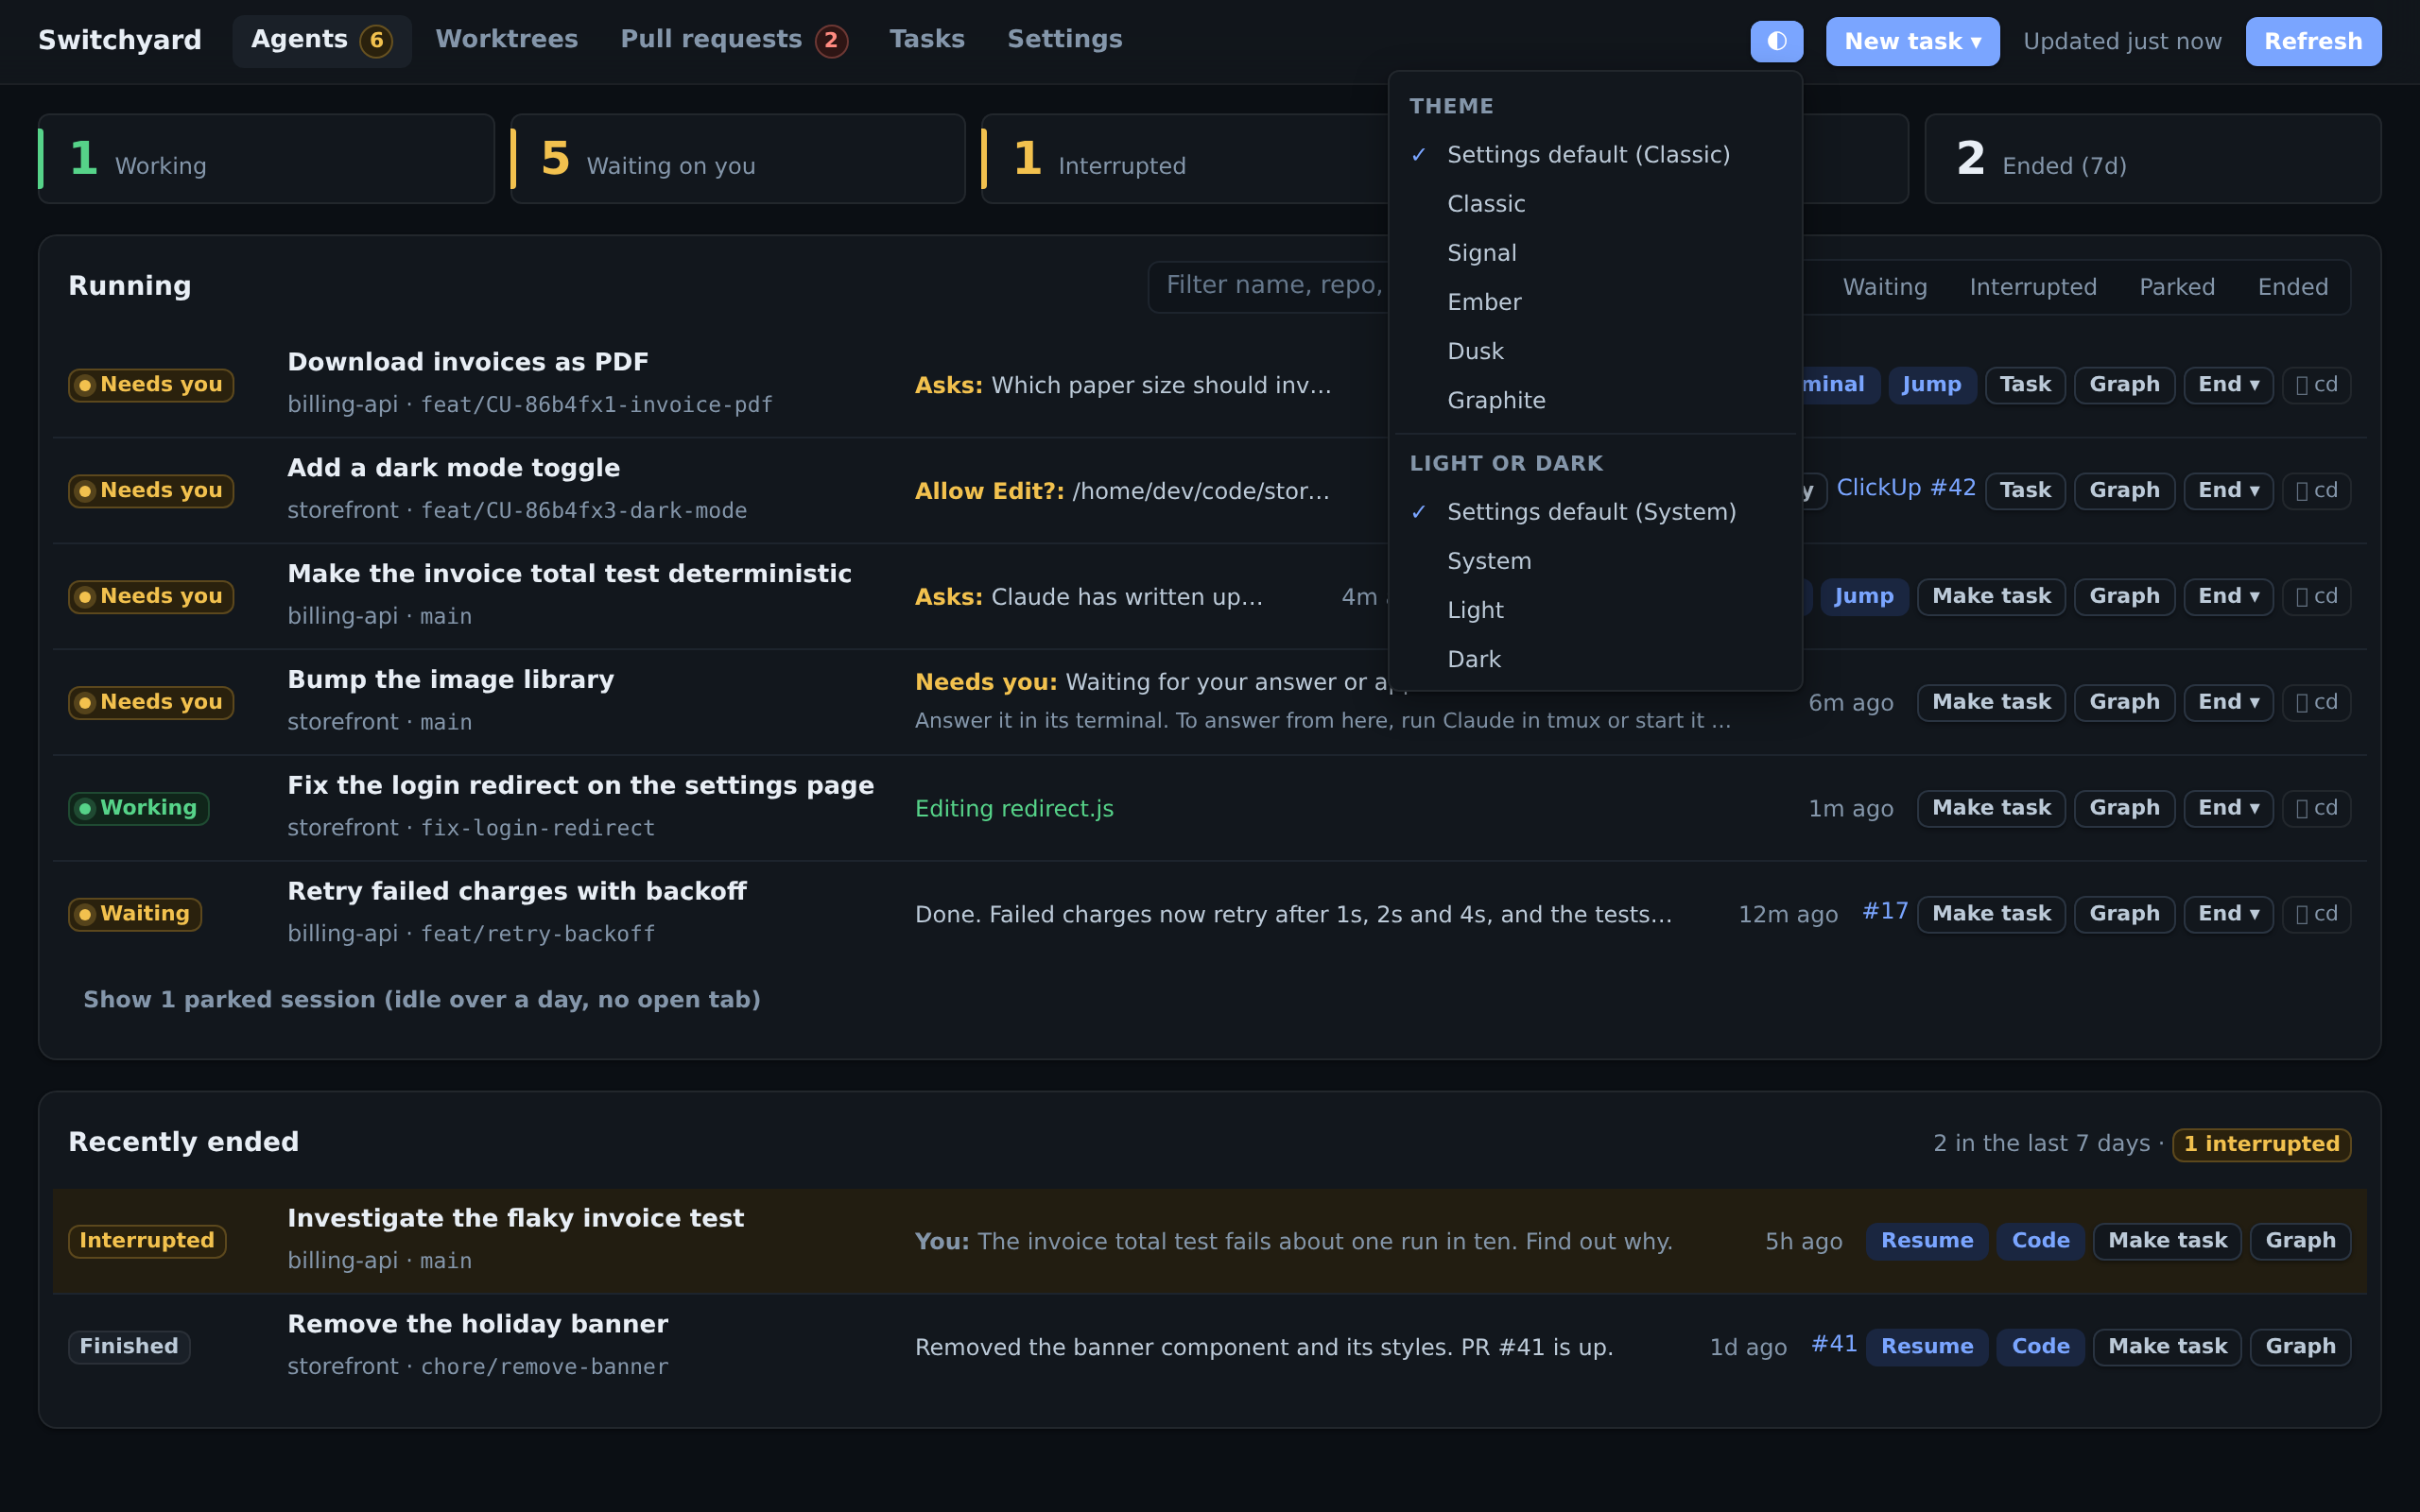 Switchyard Agents 6 Worktrees Pull requests 2 Tasks Settings New task ▾ Updated just now Refresh
1 Working
5 Waiting on you
1 Interrupted
2 Ended (7d)
THEME
✓ Settings default (Classic)
Classic
Signal
Ember
Dusk
Graphite
LIGHT OR DARK
✓ Settings default (System)
System
Light
Dark
Running
Filter name, repo,
Waiting Interrupted Parked Ended
Needs you
Download invoices as PDF
billing-api · feat/CU-86b4fx1-invoice-pdf
Asks: Which paper size should inv…
Jump Task Graph End ▾ cd
Needs you
Add a dark mode toggle
storefront · feat/CU-86b4fx3-dark-mode
Allow Edit?: /home/dev/code/stor…
ClickUp #42 Task Graph End ▾ cd
Needs you
Make the invoice total test deterministic
billing-api · main
Asks: Claude has written up… 4m
Jump Make task Graph End ▾ cd
Needs you
Bump the image library
storefront · main
Needs you: Waiting for your answer or
Answer it in its terminal. To answer from here, run Claude in tmux or start it …
6m ago Make task Graph End ▾ cd
Working
Fix the login redirect on the settings page
storefront · fix-login-redirect
Editing redirect.js
1m ago Make task Graph End ▾ cd
Waiting
Retry failed charges with backoff
billing-api · feat/retry-backoff
Done. Failed charges now retry after 1s, 2s and 4s, and the tests…
12m ago #17 Make task Graph End ▾ cd
Show 1 parked session (idle over a day, no open tab)
Recently ended
2 in the last 7 days · 1 interrupted
Interrupted
Investigate the flaky invoice test
billing-api · main
You: The invoice total test fails about one run in ten. Find out why.
5h ago Resume Code Make task Graph
Finished
Remove the holiday banner
storefront · chore/remove-banner
Removed the banner component and its styles. PR #41 is up.
1d ago #41 Resume Code Make task Graph